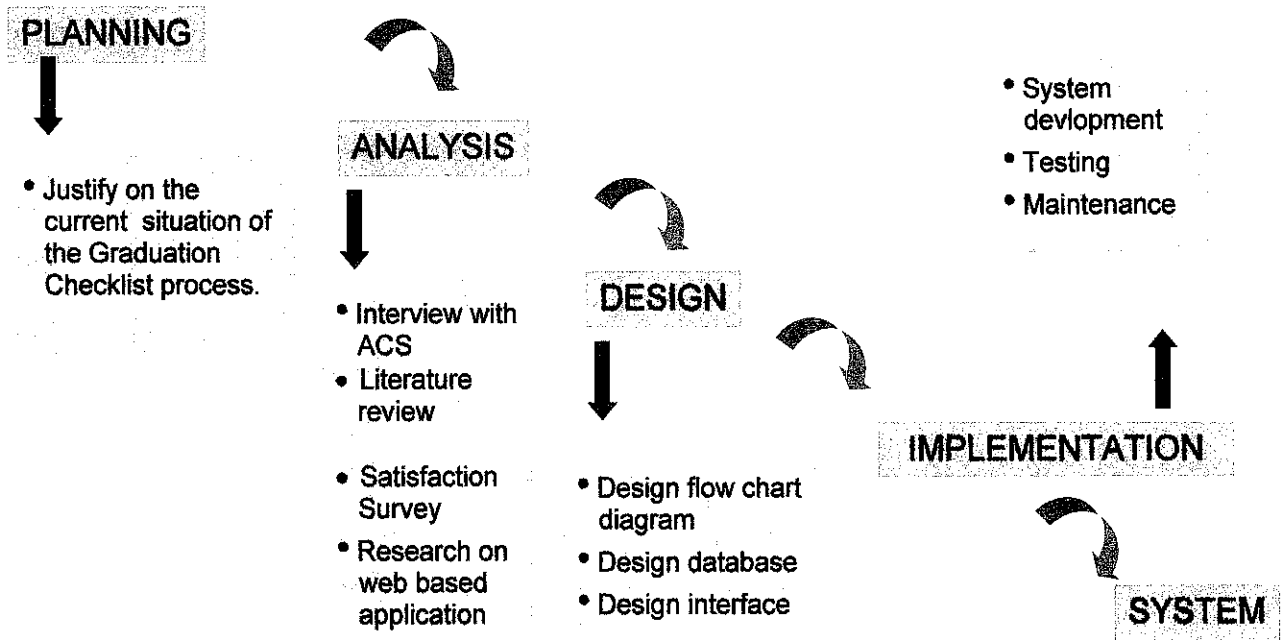 PLANNING
• Justify on the
current situation of
the Graduation
Checklist process.
ANALYSIS
• Interview with
ACS
• Literature
review
• Satisfaction
Survey
• Research on
web based
application
DESIGN
• Design flow chart
diagram
• Design database
• Design interface
IMPLEMENTATION
• System
devlopment
• Testing
• Maintenance
SYSTEM